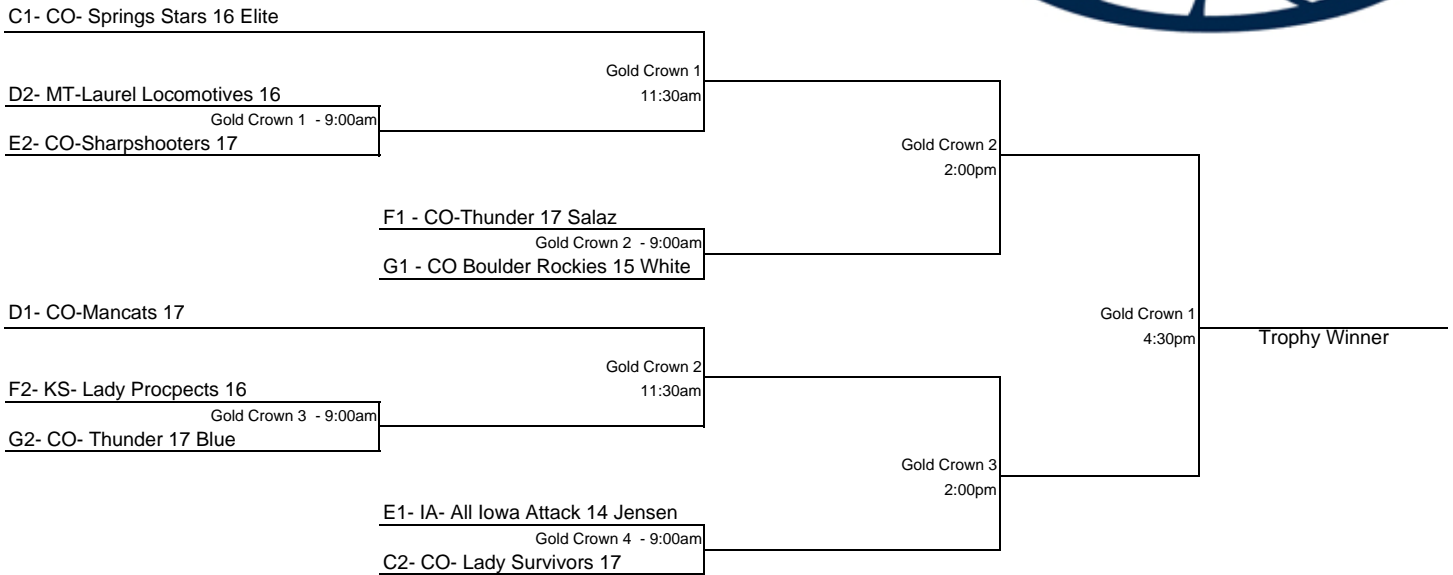 C1- CO- Springs Stars 16 Elite
Gold Crown 1
11:30am
D2- MT-Laurel Locomotives 16
Gold Crown 1 - 9:00am
E2- CO-Sharpshooters 17
Gold Crown 2
2:00pm
F1 - CO-Thunder 17 Salaz
Gold Crown 2 - 9:00am
G1 - CO Boulder Rockies 15 White
D1- CO-Mancats 17
Gold Crown 1
4:30pm
Trophy Winner
Gold Crown 2
11:30am
F2- KS- Lady Procpects 16
Gold Crown 3 - 9:00am
G2- CO- Thunder 17 Blue
Gold Crown 3
2:00pm
E1- IA- All Iowa Attack 14 Jensen
Gold Crown 4 - 9:00am
C2- CO- Lady Survivors 17